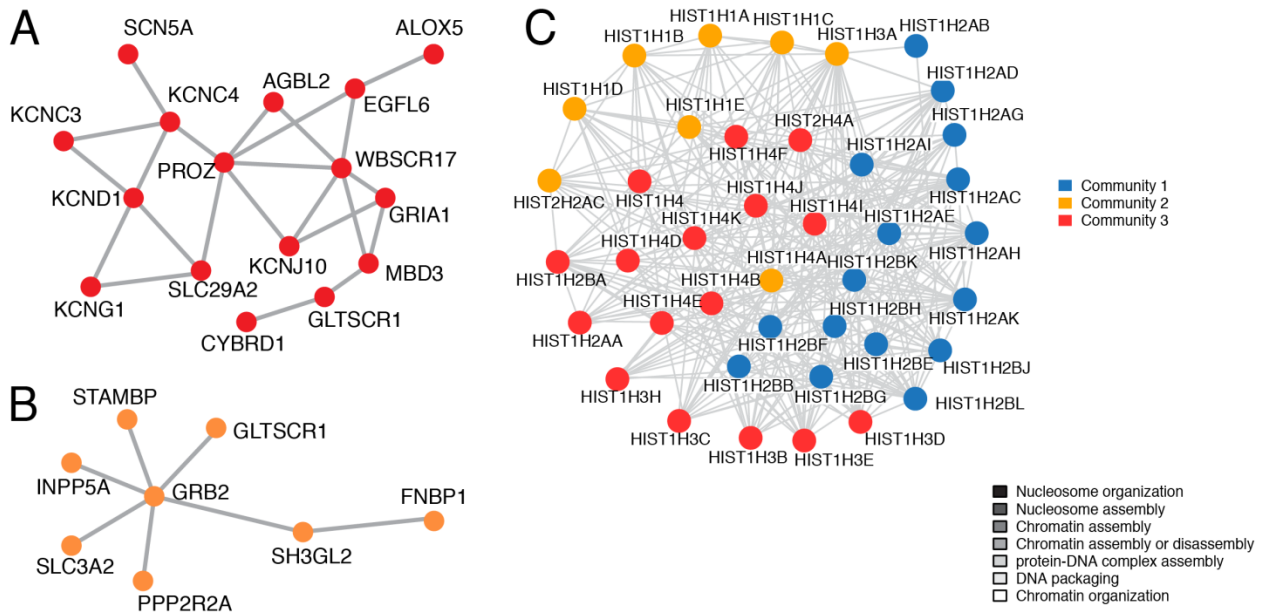 A
SCN5A
ALOX5
AGBL2
KCNC4
EGFL6
KCNC3
PROZ
WBSCR17
KCND1
GRIA1
KCNJ10
MBD3
SLC29A2
KCNG1
GLTSCR1
CYBRD1
B
STAMBP
GLTSCR1
INPP5A
GRB2
FNBP1
SH3GL2
SLC3A2
PPP2R2A
C
HIST1H1A
HIST1H1C
HIST1H1B
HIST1H3A
HIST1H2AB
HIST1H2AD
HIST1H1D
HIST1H1E
HIST2H4A
HIST1H2AG
HIST1H4F
HIST1H2AI
HIST2H2AC
HIST1H4
HIST1H4J
HIST1H2AC
HIST1H4K
HIST1H4I
HIST1H2AE
HIST1H4D
HIST1H2AH
HIST1H4A
HIST1H2BK
HIST1H2BA
HIST1H4B
HIST1H4E
HIST1H2BH
HIST1H2AK
HIST1H2AA
HIST1H2BF
HIST1H2BE
HIST1H2BJ
HIST1H3H
HIST1H2BB
HIST1H2BG
HIST1H2BL
HIST1H3C
HIST1H3B
HIST1H3E
HIST1H3D
Community 1
Community 2
Community 3
Nucleosome organization
Nucleosome assembly
Chromatin assembly
Chromatin assembly or disassembly
protein-DNA complex assembly
DNA packaging
Chromatin organization